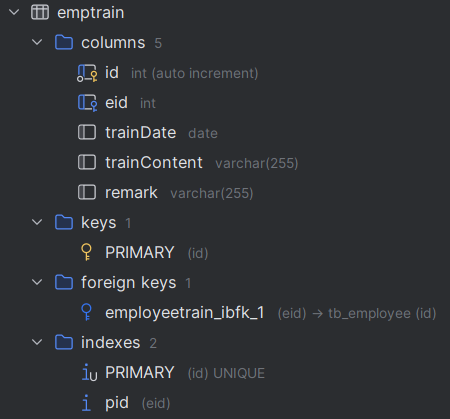 emptrain
columns 5
id int (auto increment)
eid int
trainDate date
trainContent varchar(255)
remark varchar(255)
keys 1
PRIMARY (id)
foreign keys 1
employeetrain_ibfk_1 (eid) → tb_employee (id)
indexes 2
PRIMARY (id) UNIQUE
pid (eid)